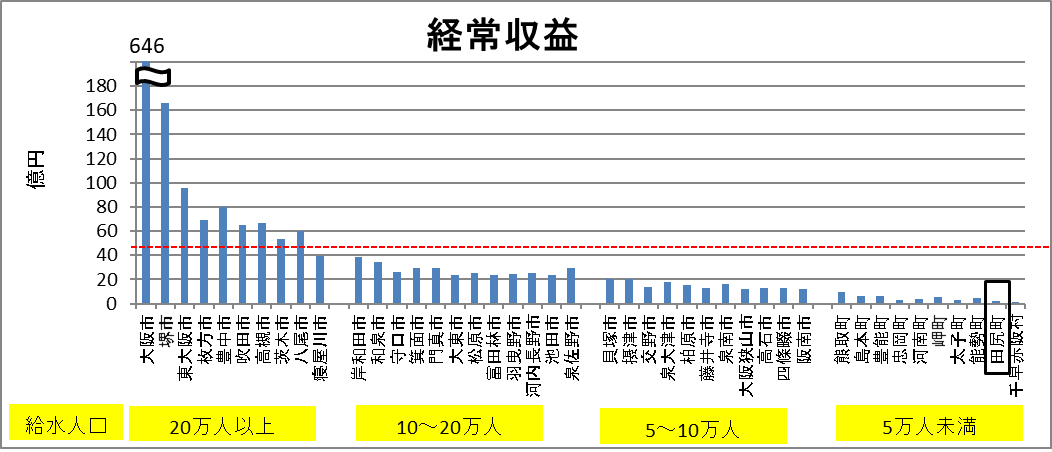 経常収益
646
億円
180
160
140
120
100
80
60
40
20
0
大阪市
堺市
東大阪市
枚方市
豊中市
吹田市
高槻市
茨木市
八尾市
寝屋川市
岸和田市
和泉市
守口市
箕面市
門真市
大東市
松原市
富田林市
羽曳野市
河内長野市
池田市
泉佐野市
貝塚市
摂津市
交野市
泉大津市
柏原市
藤井寺市
泉南市
大阪狭山市
高石市
四條畷市
阪南市
熊取町
島本町
豊能町
忠岡町
河南町
岬町
太子町
能勢町
田尻町
千早赤阪村
給水人口
20万人以上
10～20万人
5～10万人
5万人未満